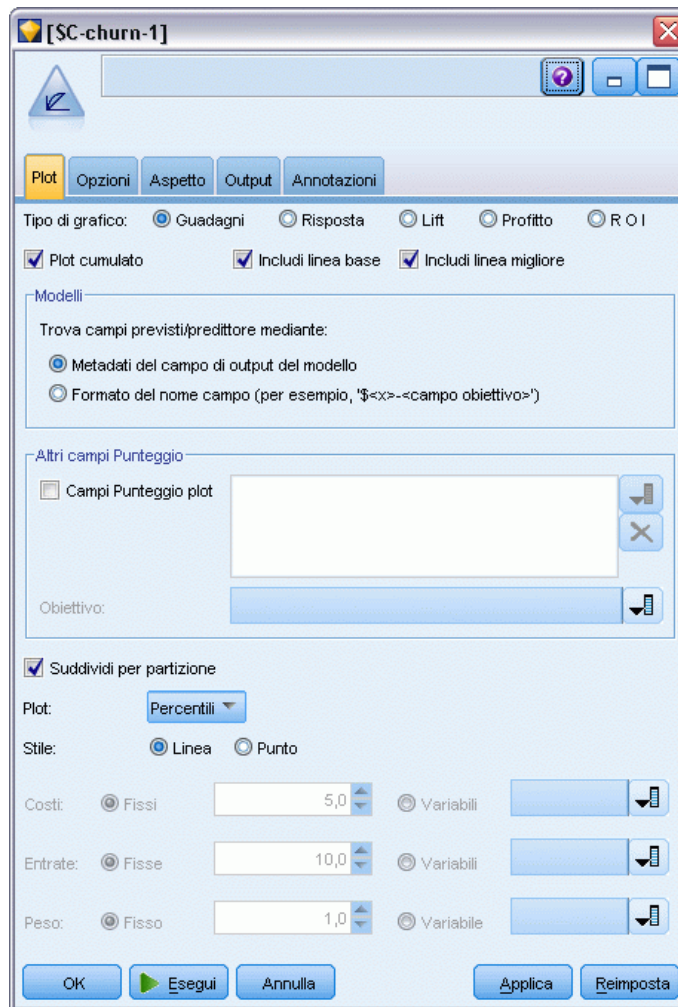 [$C-churn-1]
?
Plot Opzioni Aspetto Output Annotazioni
Tipo di grafico: Guadagni Risposta Lift Profitto R O I
Plot cumulato Includi linea base Includi linea migliore
Modelli
Trova campi previsti/predittore mediante:
Metadati del campo di output del modello
Formato del nome campo (per esempio, '$<x>-<campo obiettivo>')
Altri campi Punteggio
Campi Punteggio plot
Obiettivo:
Suddividi per partizione
Plot: Percentili
Stile: Linea Punto
Costi: Fissi 5,0 Variabili
Entrate: Fisse 10,0 Variabili
Peso: Fisso 1,0 Variabile
OK Esegui Annulla Applica Reimposta